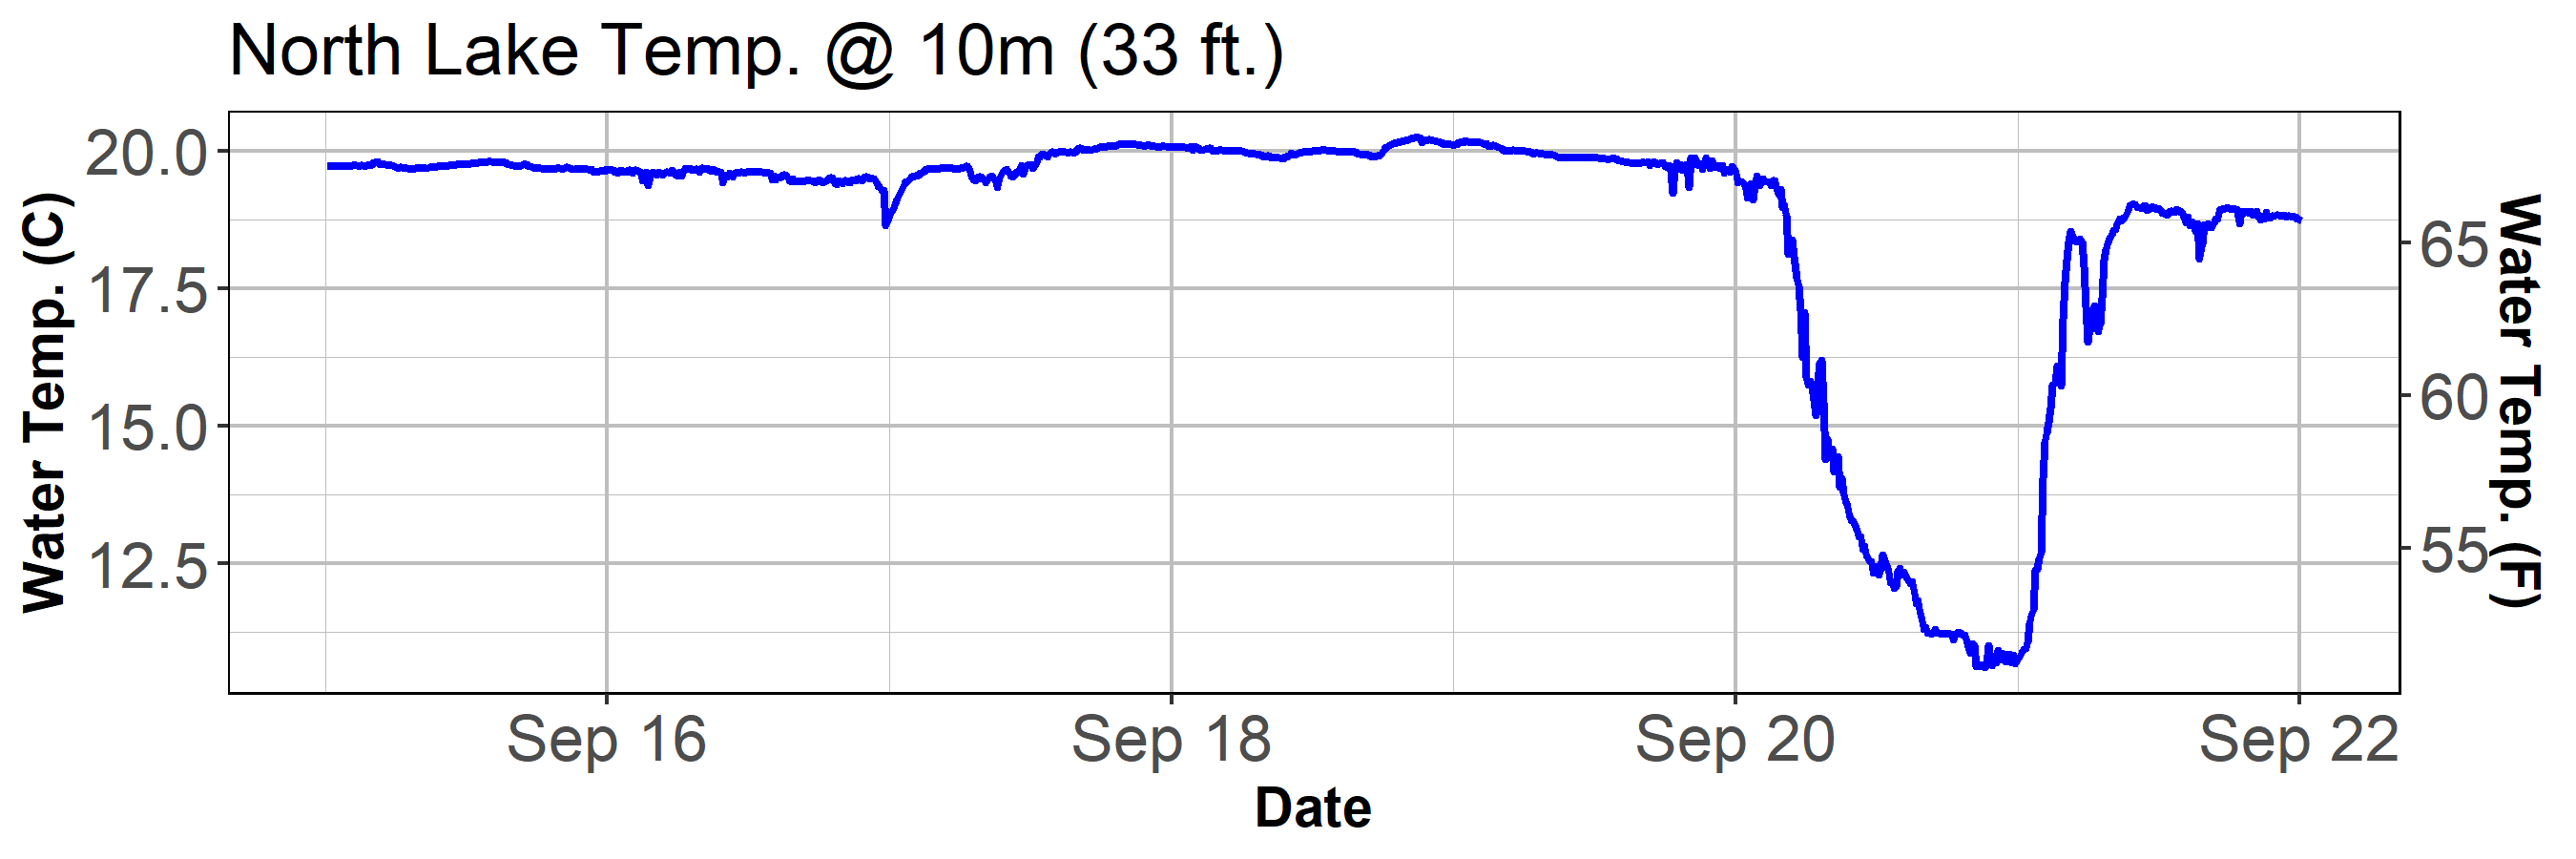 North Lake Temp. @ 10m (33 ft.)
Water Temp. (C)
20.0
17.5
15.0
12.5
65
60
55
Water Temp. (F)
Sep 16
Sep 18
Sep 20
Sep 22
Date